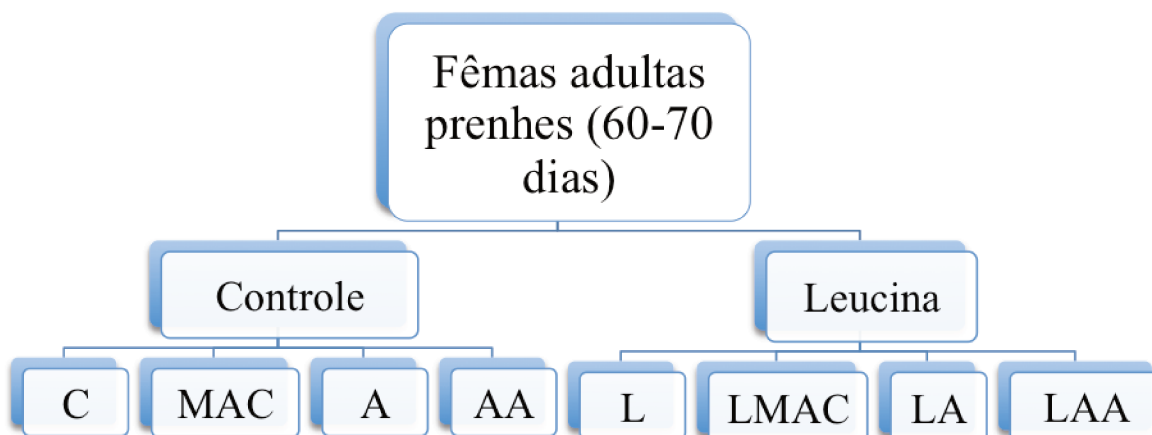 Fêmas adultas
prenhes (60-70
dias)
Controle
Leucina
C
MAC
A
AA
L
LMAC
LA
LAA